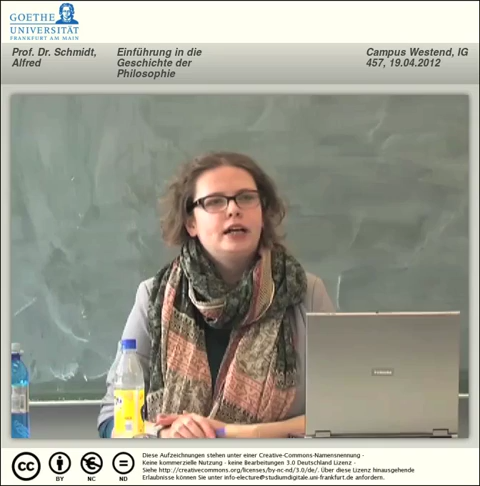 GOETHE
UNIVERSITÄT
FRANKFURT AM MAIN
Prof. Dr. Schmidt,
Alfred
Einführung in die
Geschichte der
Philosophie
Campus Westend, IG
457, 19.04.2012
TOSHIBA
cc
BY
NC
ND
Diese Aufzeichnungen stehen unter einer Creative-Commons-Namensnennung -
Keine kommerzielle Nutzung - keine Bearbeitungen 3.0 Deutschland Lizenz -
Siehe http://creativecommons.org/licenses/by-nc-nd/3.0/de/. Über diese Lizenz hinausgehende
Erlaubnisse können Sie unter info-electure@studiumdigitale.uni-frankfurt.de anfordern.